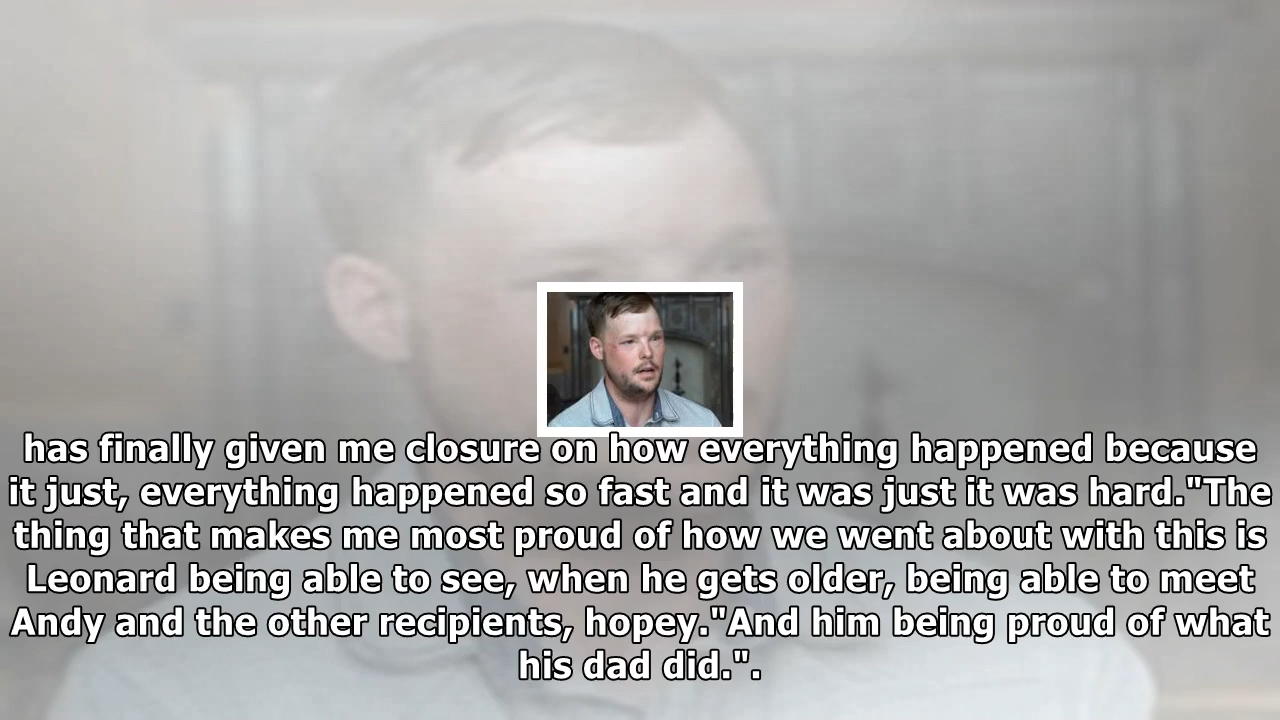 has finally given me closure on how everything happened because
it just, everything happened so fast and it was just it was hard."The
thing that makes me most proud of how we went about with this is
Leonard being able to see, when he gets older, being able to meet
Andy and the other recipients, hopey."And him being proud of what
his dad did.".